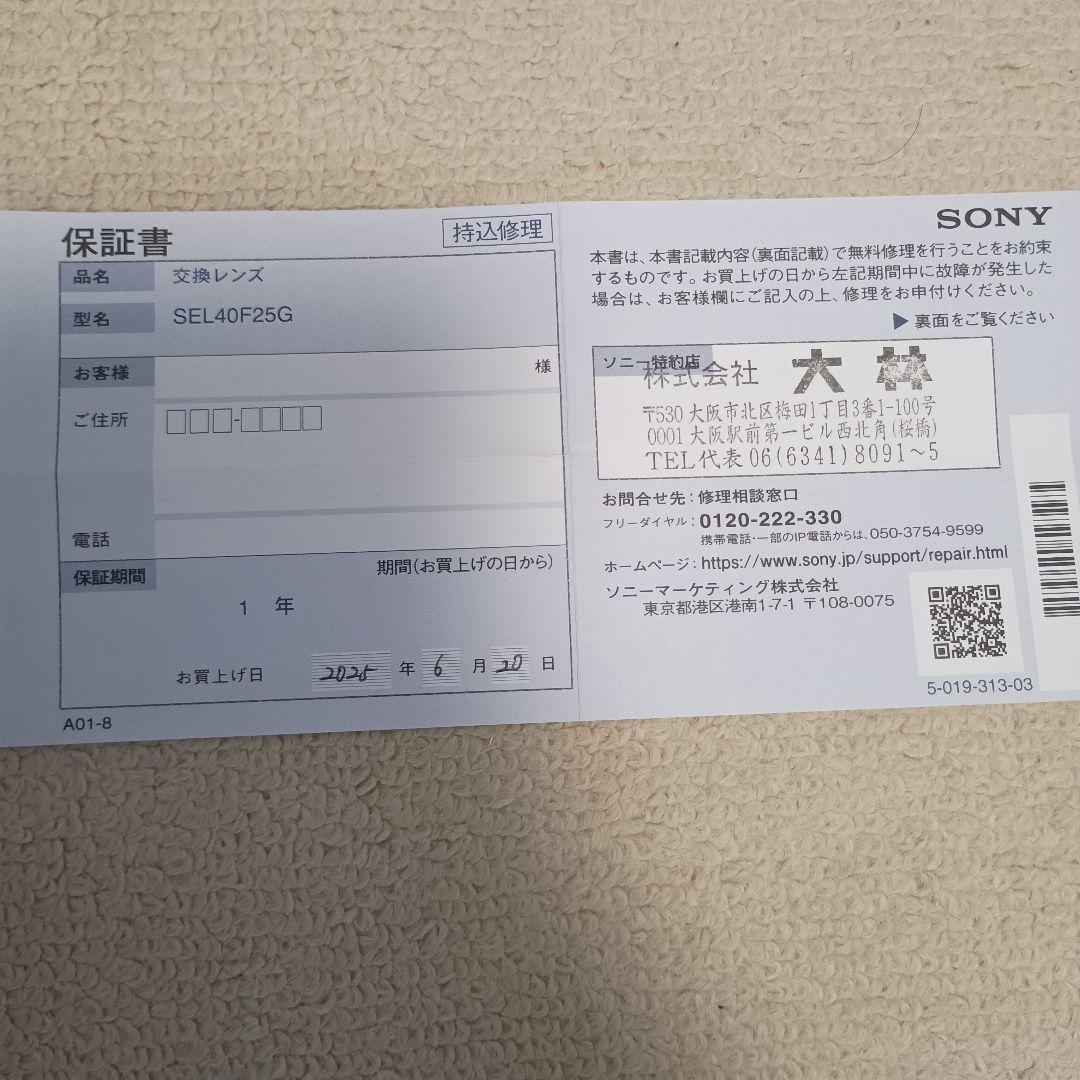 保証書
持込修理
品名 交換レンズ
型名 SEL40F25G
お客様 様
ご住所 □□□-□□□□
電話
保証期間 期間(お買上げの日から)
1 年
お買上げ日 2025 年 6 月 20 日
A01-8
SONY
本書は、本書記載内容(裏面記載)で無料修理を行うことをお約束
するものです。お買上げの日から左記期間中に故障が発生した
場合は、お客様欄にご記入の上、修理をお申付けください。
▶裏面をご覧ください
ソニー特約店
株式会社 大林
〒530 大阪市北区梅田1丁目3番1-100号
0001 大阪駅前第一ビル西北角(桜橋)
TEL代表 06(6341)8091~5
お問合せ先:修理相談窓口
フリーダイヤル:0120-222-330
携帯電話・一部のIP電話からは、050-3754-9599
ホームページ:https://www.sony.jp/support/repair.html
ソニーマーケティング株式会社
東京都港区港南1-7-1 〒108-0075
5-019-313-03